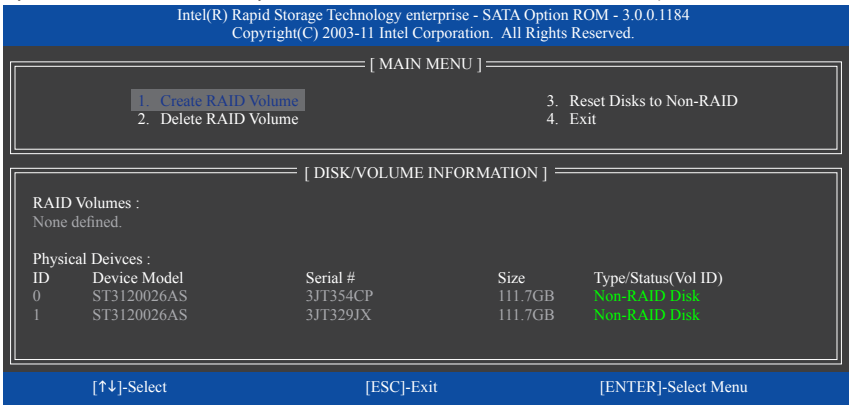 Intel(R) Rapid Storage Technology enterprise - SATA Option ROM - 3.0.0.1184
Copyright(C) 2003-11 Intel Corporation. All Rights Reserved.
[ MAIN MENU ]
1. Create RAID Volume
2. Delete RAID Volume
3. Reset Disks to Non-RAID
4. Exit
[ DISK/VOLUME INFORMATION ]
RAID Volumes :
None defined.
Physical Deivces :
ID Device Model Serial # Size Type/Status(Vol ID)
0 ST3120026AS 3JT354CP 111.7GB Non-RAID Disk
1 ST3120026AS 3JT329JX 111.7GB Non-RAID Disk
[↑↓]-Select [ESC]-Exit [ENTER]-Select Menu